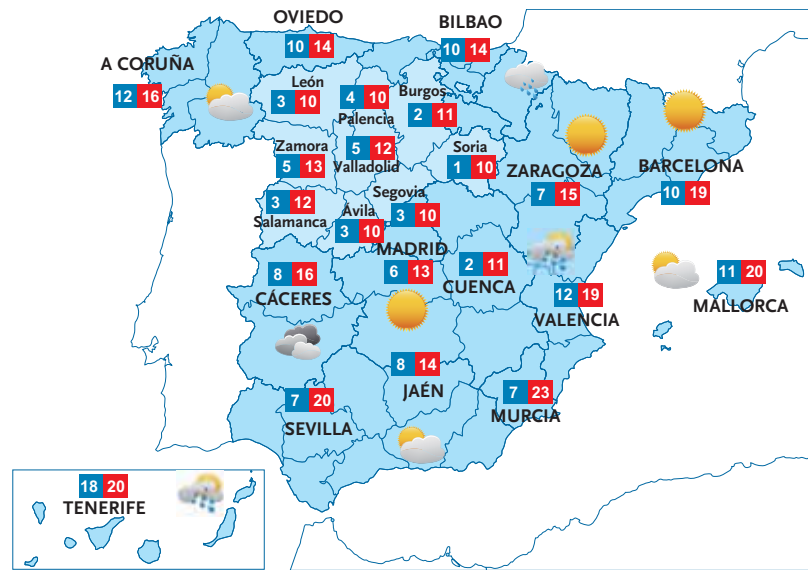 OVIEDO
10 14
BILBAO
10 14
A CORUÑA
12 16
León
3 10
4 10
Palencia
Burgos
2 11
Zamora
5 13
5 12
Valladolid
Soria
1 10
ZARAGOZA
7 15
BARCELONA
10 19
3 12
Salamanca
Segovia
3 10
Ávila
3 10
MADRID
6 13
2 11
CUENCA
8 16
CÁCERES
12 19
VALENCIA
11 20
MALLORCA
8 14
JAÉN
7 20
SEVILLA
7 23
MURCIA
18 20
TENERIFE